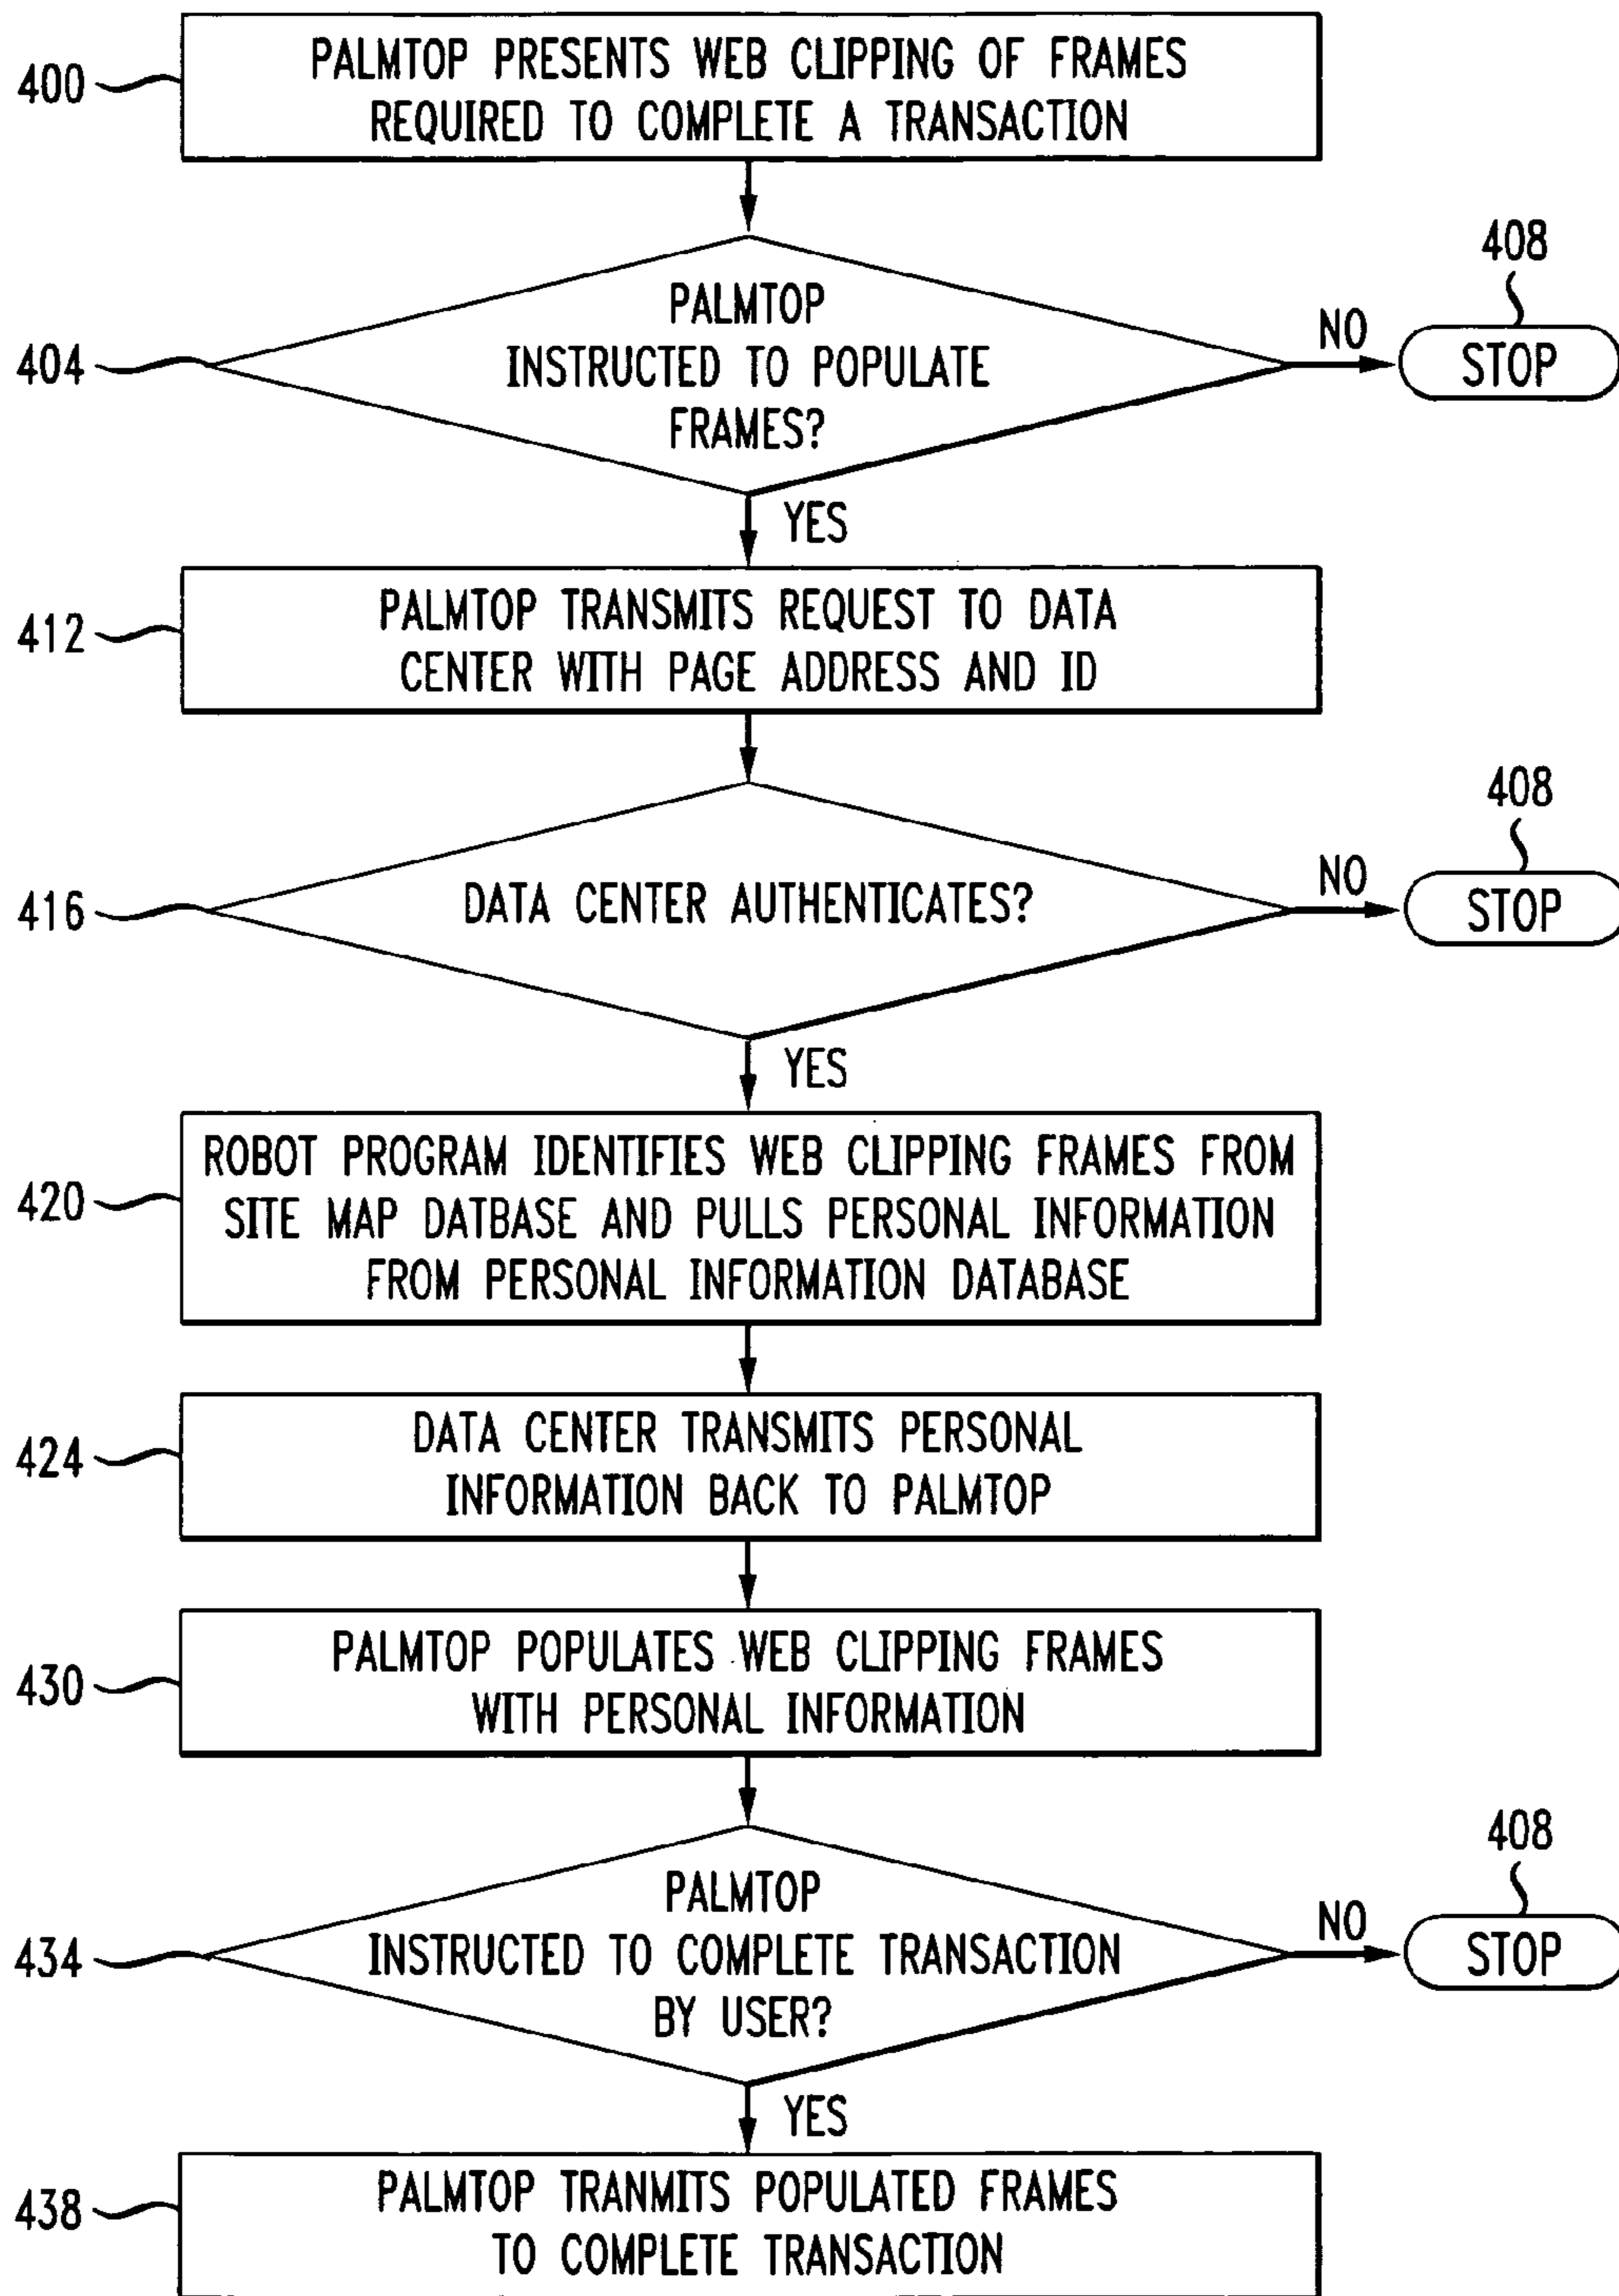 400
PALMTOP PRESENTS WEB CLIPPING OF FRAMES
REQUIRED TO COMPLETE A TRANSACTION
404
PALMTOP
INSTRUCTED TO POPULATE
FRAMES?
NO
408
STOP
YES
412
PALMTOP TRANSMITS REQUEST TO DATA
CENTER WITH PAGE ADDRESS AND ID
416
DATA CENTER AUTHENTICATES?
NO
408
STOP
YES
420
ROBOT PROGRAM IDENTIFIES WEB CLIPPING FRAMES FROM
SITE MAP DATBASE AND PULLS PERSONAL INFORMATION
FROM PERSONAL INFORMATION DATABASE
424
DATA CENTER TRANSMITS PERSONAL
INFORMATION BACK TO PALMTOP
430
PALMTOP POPULATES WEB CLIPPING FRAMES
WITH PERSONAL INFORMATION
434
PALMTOP
INSTRUCTED TO COMPLETE TRANSACTION
BY USER?
NO
408
STOP
YES
438
PALMTOP TRANMITS POPULATED FRAMES
TO COMPLETE TRANSACTION